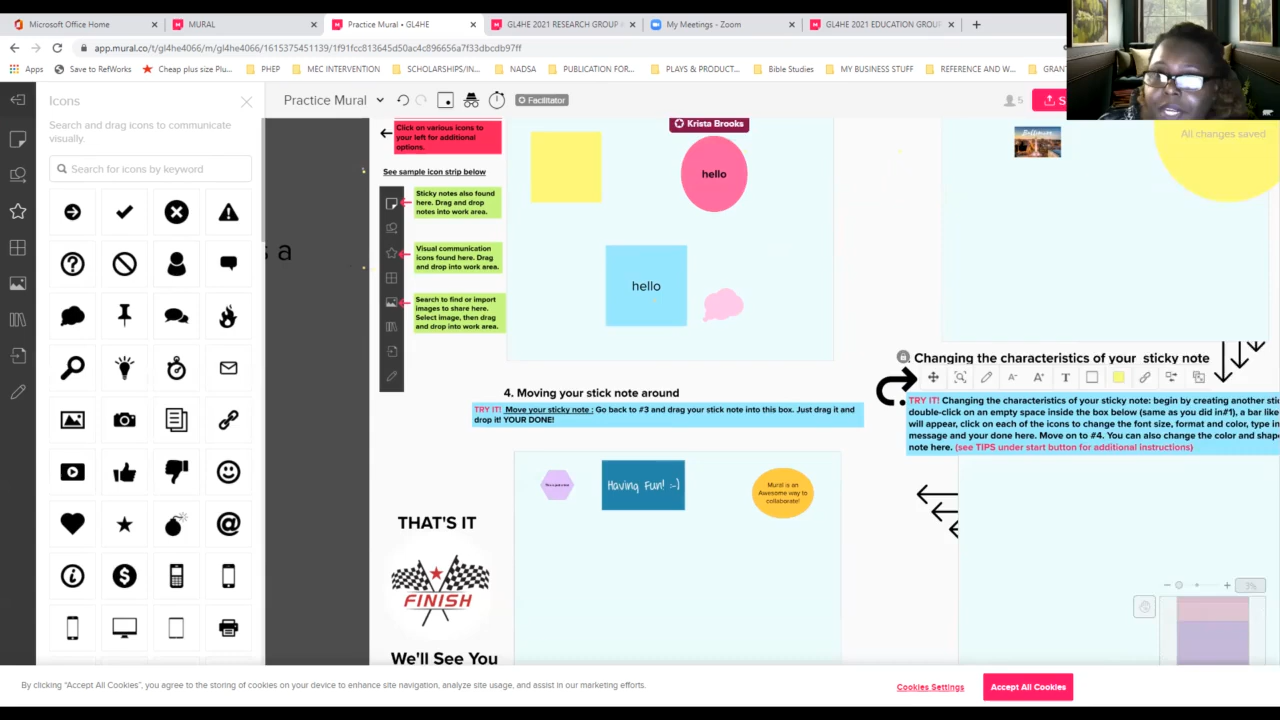 Microsoft Office Home
MURAL
Practice Mural • GL4HE
GL4HE 2021 RESEARCH GROUP
My Meetings - Zoom
GL4HE 2021 EDUCATION GROUP
app.mural.co/t/gl4he4066/m/gl4he4066/1615375451139/1f91fcc813645d50ac4c896656a7f33dbcdb97ff
Apps
Save to RefWorks
Cheap plus size Plu...
PHEP
MEC INTERVENTION
SCHOLARSHIPS/IN...
NADSA
PUBLICATION FOR...
PLAYS & PRODUCT...
Bible Studies
MY BUSINESS STUFF
REFERENCE AND W...
GRANT
Icons
Search and drag icons to communicate
visually.
Search for icons by keyword
Practice Mural
Facilitator
5
S
All changes saved
Click on various icons to
your left for additional
options.
See sample icon strip below
Sticky notes also found
here. Drag and drop
notes into work area.
Visual communication
icons found here. Drag
and drop into work area.
Search to find or import
images to share here.
Select image, then drag
and drop into work area.
s a
Krista Brooks
hello
hello
4. Moving your stick note around
TRY IT! Move your sticky note : Go back to #3 and drag your stick note into this box. Just drag it and
drop it! YOUR DONE!
Having Fun! :-)
Mural is an
Awesome way to
collaborate!
THAT'S IT
FINISH
We'll See You
Changing the characteristics of your sticky note
A-
A+
T
TRY IT! Changing the characteristics of your sticky note: begin by creating another stic
double-click on an empty space inside the box below (same as you did in#1), a bar like
will appear, click on each of the icons to change the font size, format and color, type in
message and your done here. Move on to #4. You can also change the color and shape
note here. (see TIPS under start button for additional instructions)
3%
By clicking “Accept All Cookies”, you agree to the storing of cookies on your device to enhance site navigation, analyze site usage, and assist in our marketing efforts.
Cookies Settings
Accept All Cookies